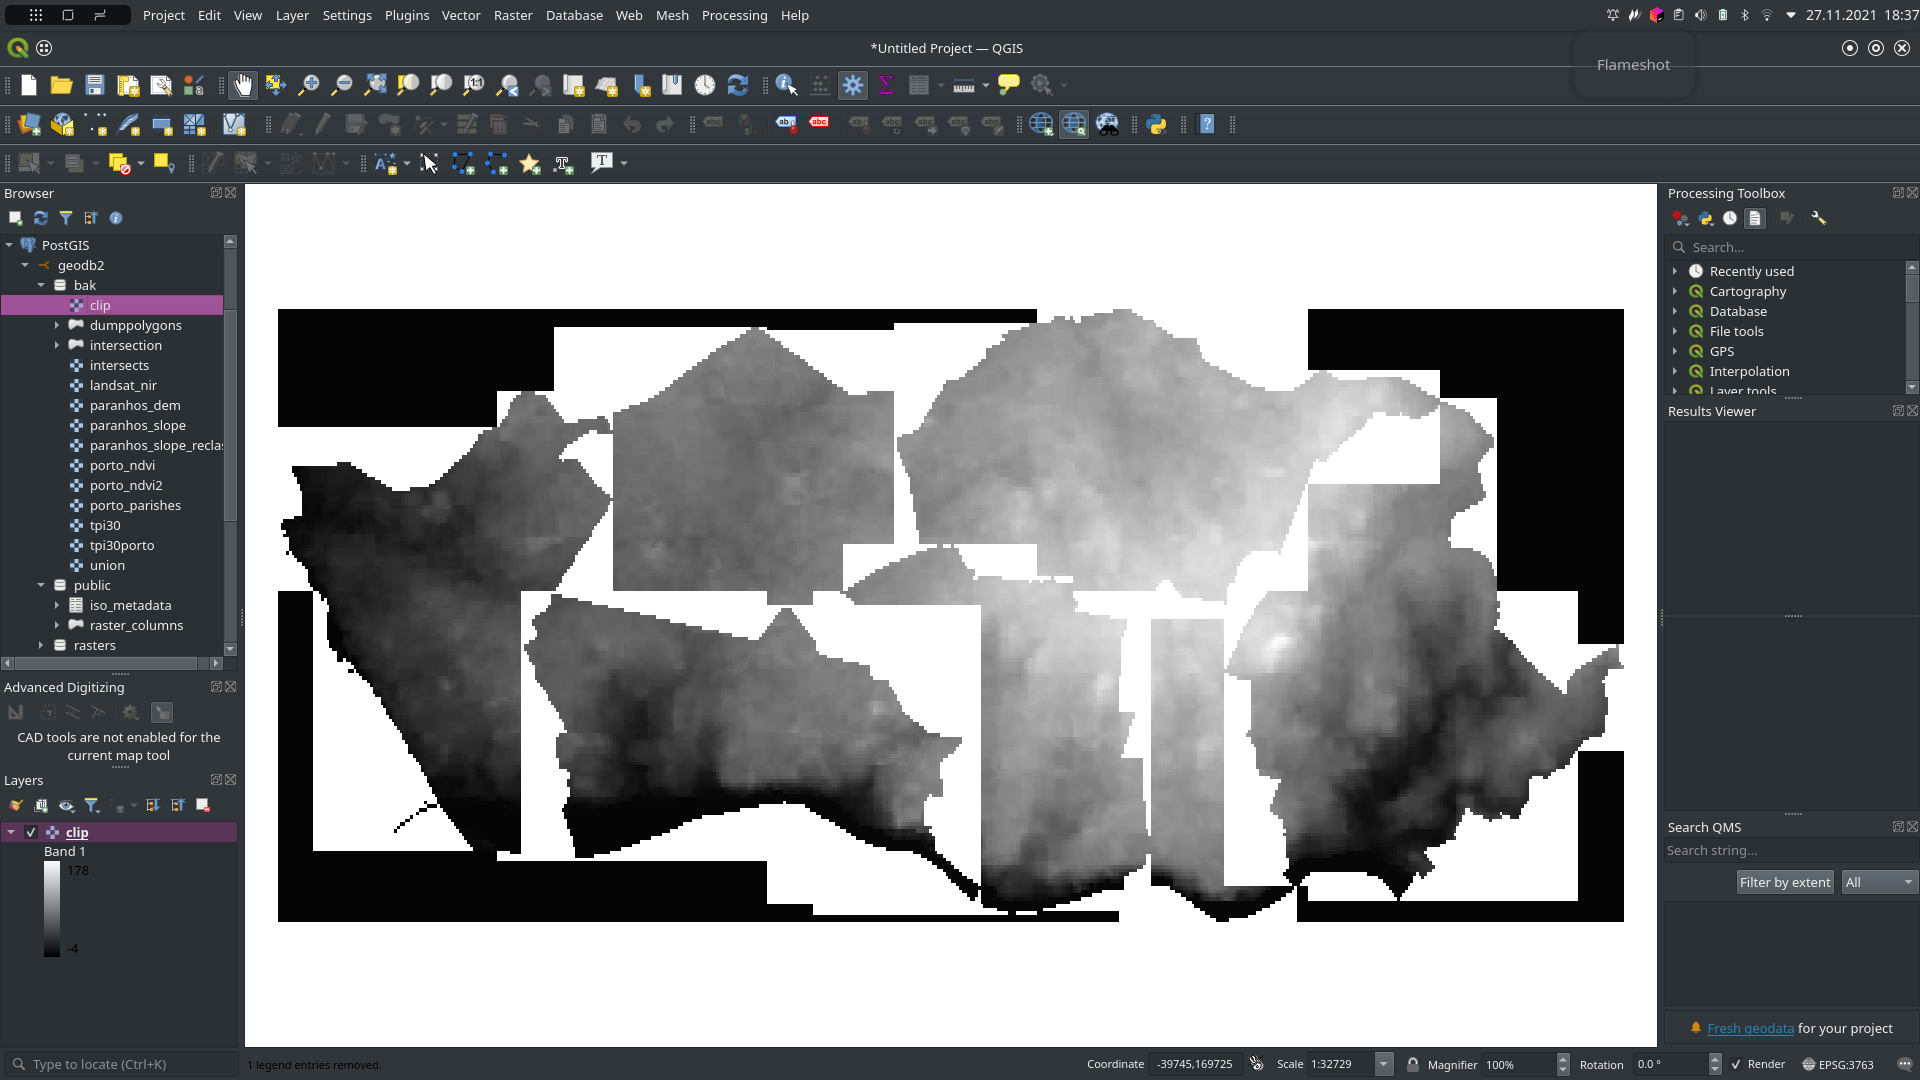 Project Edit View Layer Settings Plugins Vector Raster Database Web Mesh Processing Help
27.11.2021 18:37
*Untitled Project — QGIS
Flameshot
Browser
PostGIS
geodb2
bak
clip
dumppolygons
intersection
intersects
landsat_nir
paranhos_dem
paranhos_slope
paranhos_slope_reclas
porto_ndvi
porto_ndvi2
porto_parishes
tpi30
tpi30porto
union
public
iso_metadata
raster_columns
rasters
Advanced Digitizing
CAD tools are not enabled for the
current map tool
Layers
clip
Band 1
178
-4
Processing Toolbox
Search...
Recently used
Cartography
Database
File tools
GPS
Interpolation
Layer tools
Results Viewer
Search QMS
Search string...
Filter by extent
All
Fresh geodata for your project
Type to locate (Ctrl+K)
1 legend entries removed.
Coordinate -39745,169725
Scale 1:32729
Magnifier 100%
Rotation 0.0 °
Render
EPSG:3763